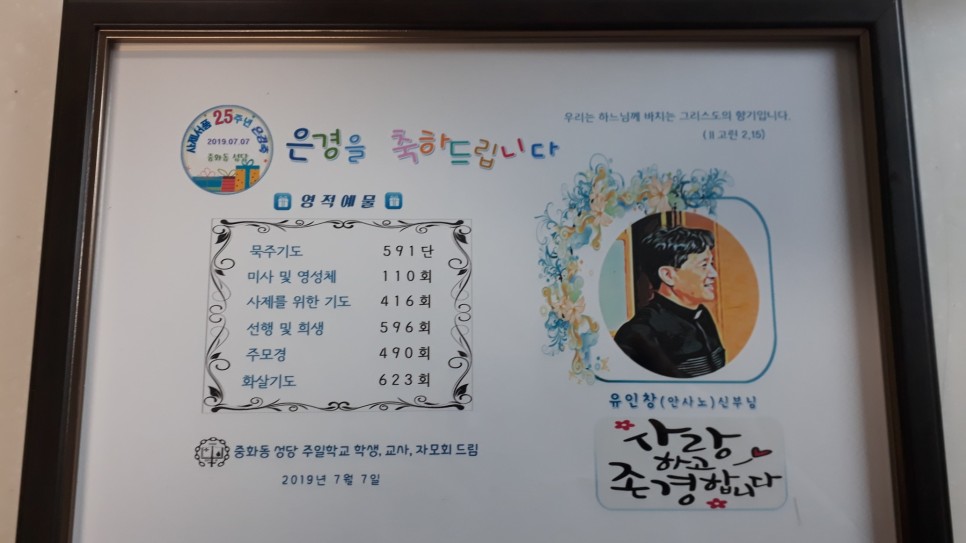 사제서품 25주년 은경축
2019.07.07
중화동 성당
은경을 축하드립니다
우리는 하느님께 바치는 그리스도의 향기입니다.
(Ⅱ고린 2,15)
영적예물
묵주기도 591단
미사 및 영성체 110회
사제를 위한 기도 416회
선행 및 희생 596회
주모경 490회
화살기도 623회
중화동 성당 주일학교 학생, 교사, 자모회 드림
2019년 7월 7일
유인창(안사노)신부님
사랑
하고
존경합니다